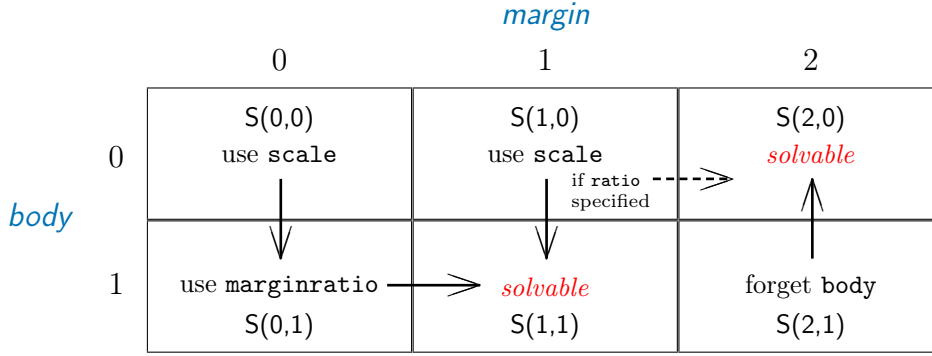 margin
0 1 2
S(0,0) S(1,0) S(2,0)
0 use scale use scale solvable
if ratio
specified
body
1 use marginratio solvable forget body
S(0,1) S(1,1) S(2,1)